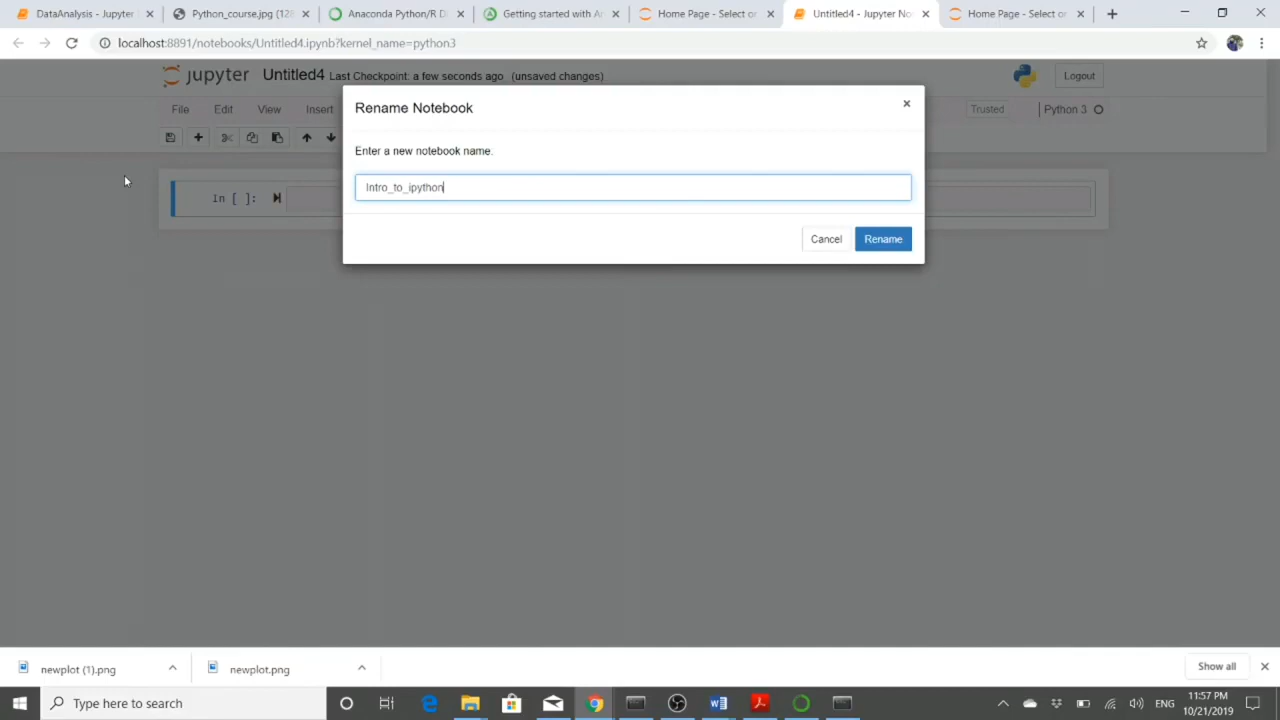 DataAnalysis - Jupyter
Python_course.jpg (128
Anaconda Python/R Di
Getting started with An
Home Page - Select or
Untitled4 - Jupyter No
Home Page - Select or
localhost:8891/notebooks/Untitled4.ipynb?kernel_name=python3
jupyter Untitled4 Last Checkpoint: a few seconds ago (unsaved changes)
Logout
Rename Notebook
File Edit View Insert
Trusted Python 3
Enter a new notebook name:
Intro_to_ipython
In [ ]:
Cancel Rename
newplot (1).png
newplot.png
Show all
Type here to search
ENG
11:57 PM
10/21/2019